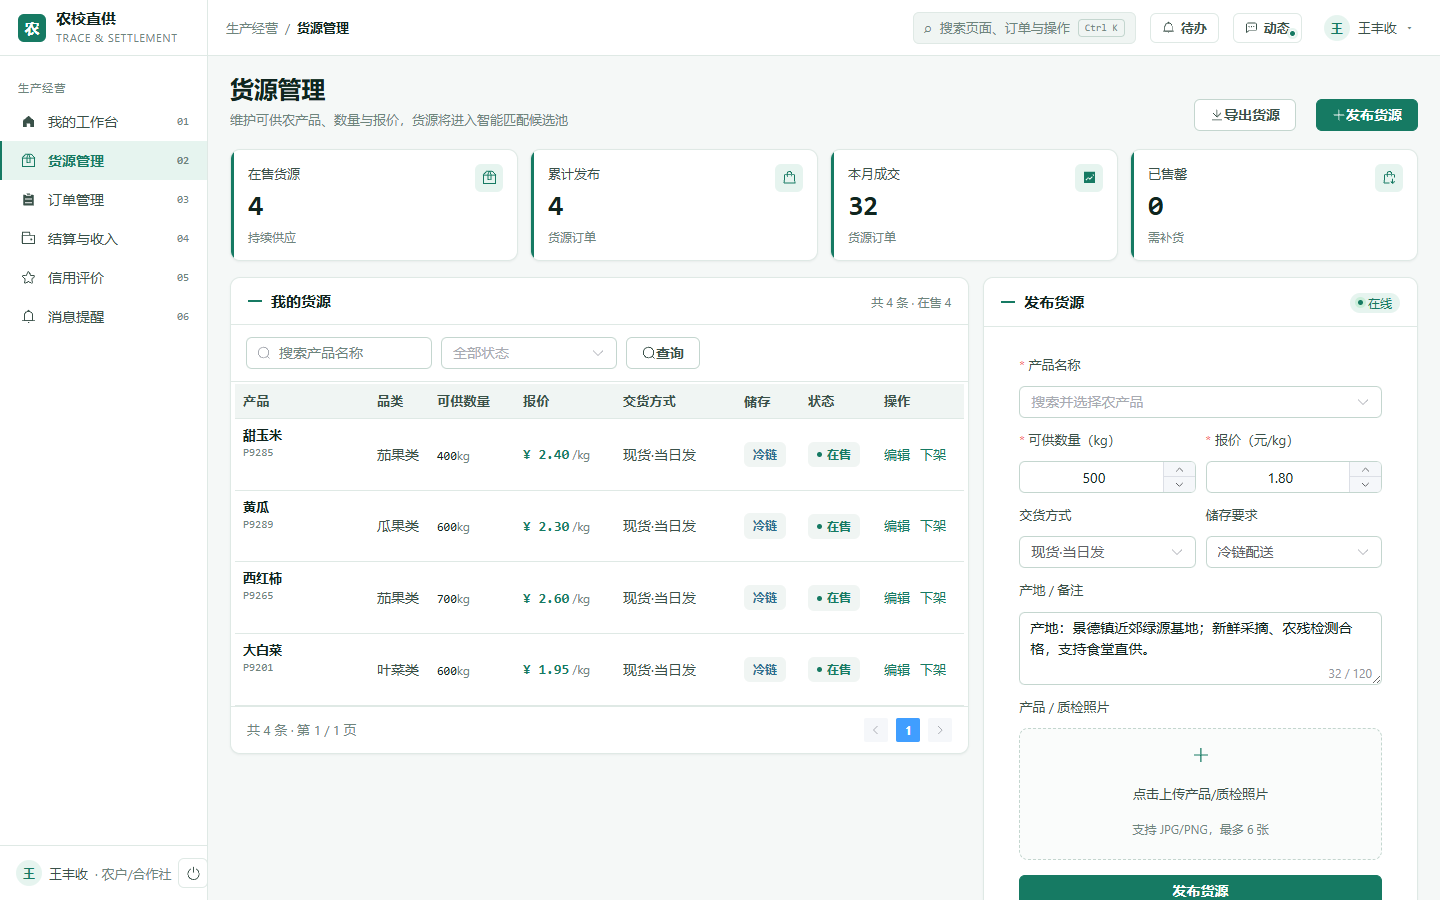 农
农校直供
TRACE & SETTLEMENT
生产经营 / 货源管理
搜索页面、订单与操作 Ctrl K
待办
动态
王 王丰收
生产经营
我的工作台 01
货源管理 02
订单管理 03
结算与收入 04
信用评价 05
消息提醒 06
王 王丰收 · 农户/合作社
货源管理
维护可供农产品、数量与报价，货源将进入智能匹配候选池
导出货源
发布货源
在售货源
4
持续供应
累计发布
4
货源订单
本月成交
32
货源订单
已售罄
0
需补货
我的货源
共 4 条 · 在售 4
搜索产品名称 全部状态 查询
产品 品类 可供数量 报价 交货方式 储存 状态 操作
甜玉米
P9285
茄果类 400kg ¥ 2.40 /kg 现货·当日发 冷链 在售 编辑 下架
黄瓜
P9289
瓜果类 600kg ¥ 2.30 /kg 现货·当日发 冷链 在售 编辑 下架
西红柿
P9265
茄果类 700kg ¥ 2.60 /kg 现货·当日发 冷链 在售 编辑 下架
大白菜
P9201
叶菜类 600kg ¥ 1.95 /kg 现货·当日发 冷链 在售 编辑 下架
共 4 条 · 第 1 / 1 页
1
发布货源
在线
* 产品名称
搜索并选择农产品
* 可供数量（kg） * 报价（元/kg）
500 1.80
交货方式 储存要求
现货·当日发 冷链配送
产地 / 备注
产地：景德镇近郊绿源基地；新鲜采摘、农残检测合
格，支持食堂直供。
32 / 120
产品 / 质检照片
点击上传产品/质检照片
支持 JPG/PNG，最多 6 张
发布货源